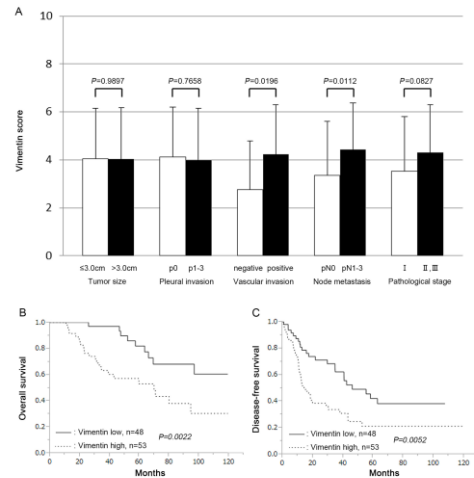 A
10
8
6
4
2
0
Vimentin score
P=0.9897 P=0.7658 P=0.0196 P=0.0112 P=0.0827
≤3.0cm >3.0cm p0 p1-3 negative positive pN0 pN1-3 Ⅰ Ⅱ,Ⅲ
Tumor size Pleural invasion Vascular invasion Node metastasis Pathological stage
B
1.0
0.8
0.6
0.4
0.2
0.0
Overall survival
: Vimentin low, n=48
: Vimentin high, n=53
P=0.0022
0 20 40 60 80 100 120
Months
C
1.0
0.8
0.6
0.4
0.2
0.0
Disease-free survival
: Vimentin low, n=48
: Vimentin high, n=53
P=0.0052
0 20 40 60 80 100 120
Months